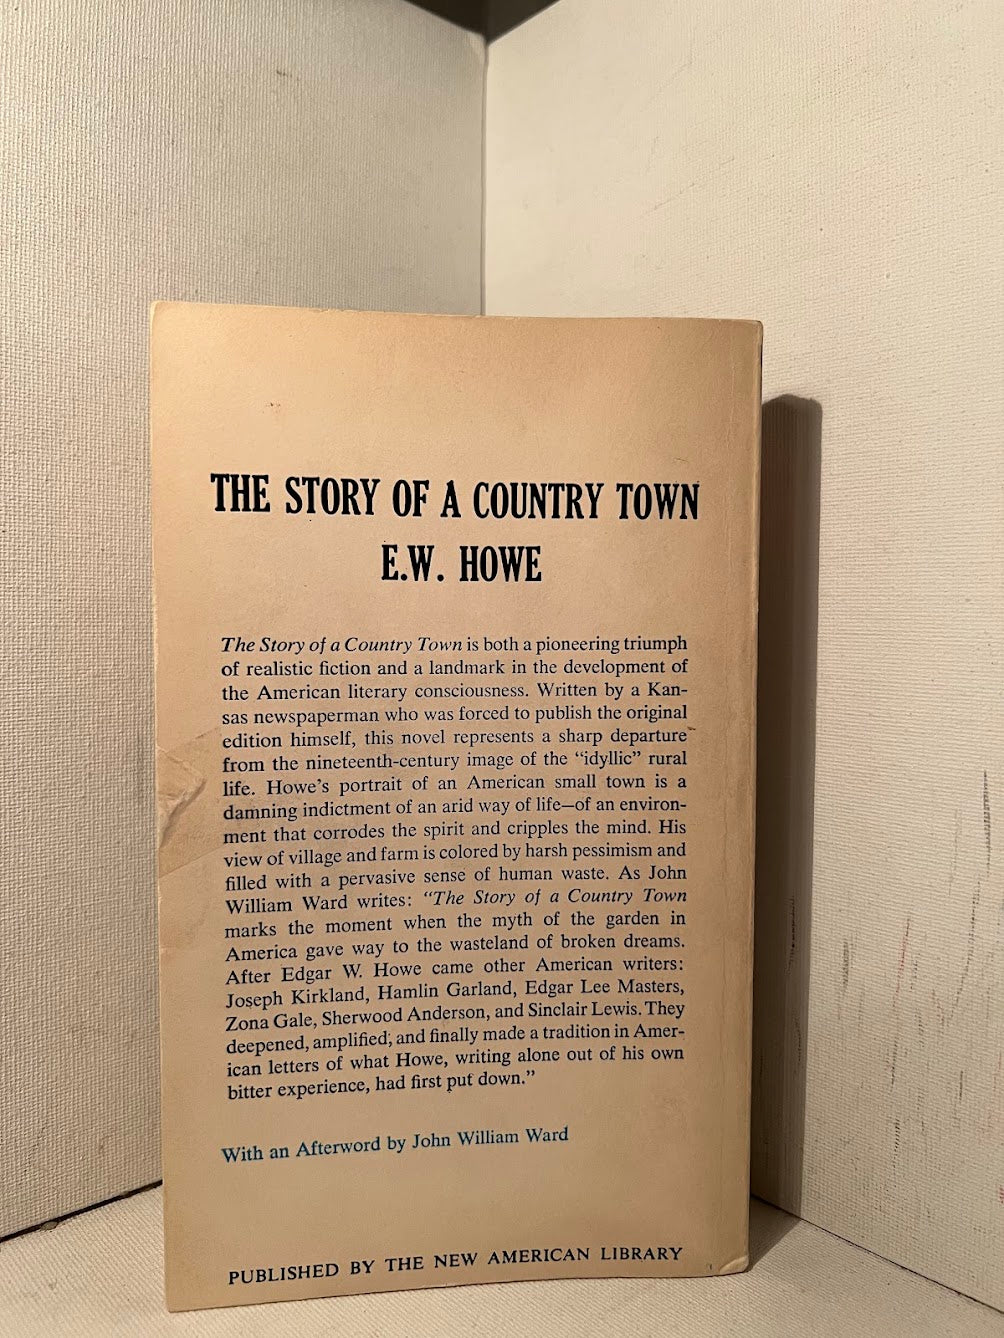 THE STORY OF A COUNTRY TOWN
E.W. HOWE
The Story of a Country Town is both a pioneering triumph
of realistic fiction and a landmark in the development of
the American literary consciousness. Written by a Kan-
sas newspaperman who was forced to publish the original
edition himself, this novel represents a sharp departure
from the nineteenth-century image of the “idyllic” rural
life. Howe’s portrait of an American small town is a
damning indictment of an arid way of life—of an environ-
ment that corrodes the spirit and cripples the mind. His
view of village and farm is colored by harsh pessimism and
filled with a pervasive sense of human waste. As John
William Ward writes: “The Story of a Country Town
marks the moment when the myth of the garden in
America gave way to the wasteland of broken dreams.
After Edgar W. Howe came other American writers:
Joseph Kirkland, Hamlin Garland, Edgar Lee Masters,
Zona Gale, Sherwood Anderson, and Sinclair Lewis. They
deepened, amplified, and finally made a tradition in Amer-
ican letters of what Howe, writing alone out of his own
bitter experience, had first put down.”
With an Afterword by John William Ward
PUBLISHED BY THE NEW AMERICAN LIBRARY